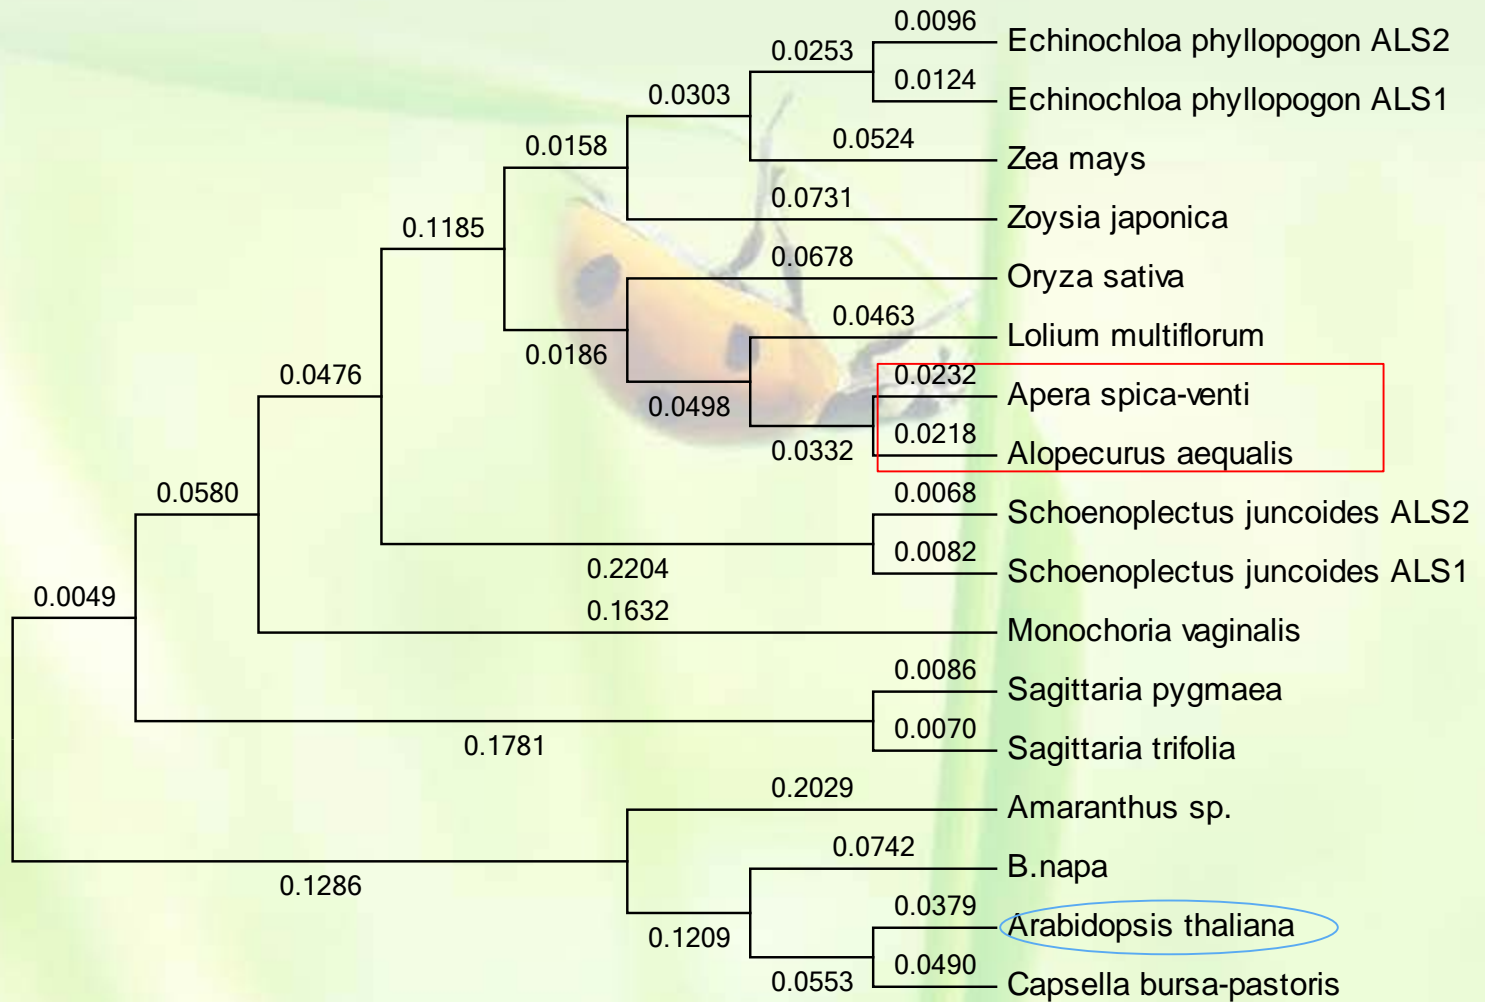 0.0096
Echinochloa phyllopogon ALS2
0.0253
0.0124
Echinochloa phyllopogon ALS1
0.0303
0.0524
Zea mays
0.0158
0.0731
Zoysia japonica
0.1185
0.0678
Oryza sativa
0.0463
Lolium multiflorum
0.0186
0.0232
Apera spica-venti
0.0476
0.0498
0.0218
Alopecurus aequalis
0.0332
0.0068
Schoenoplectus juncoides ALS2
0.0580
0.0082
Schoenoplectus juncoides ALS1
0.2204
0.0049
0.1632
Monochoria vaginalis
0.0086
Sagittaria pygmaea
0.0070
Sagittaria trifolia
0.1781
0.2029
Amaranthus sp.
0.0742
B.napa
0.1286
0.0379
Arabidopsis thaliana
0.1209
0.0490
Capsella bursa-pastoris
0.0553